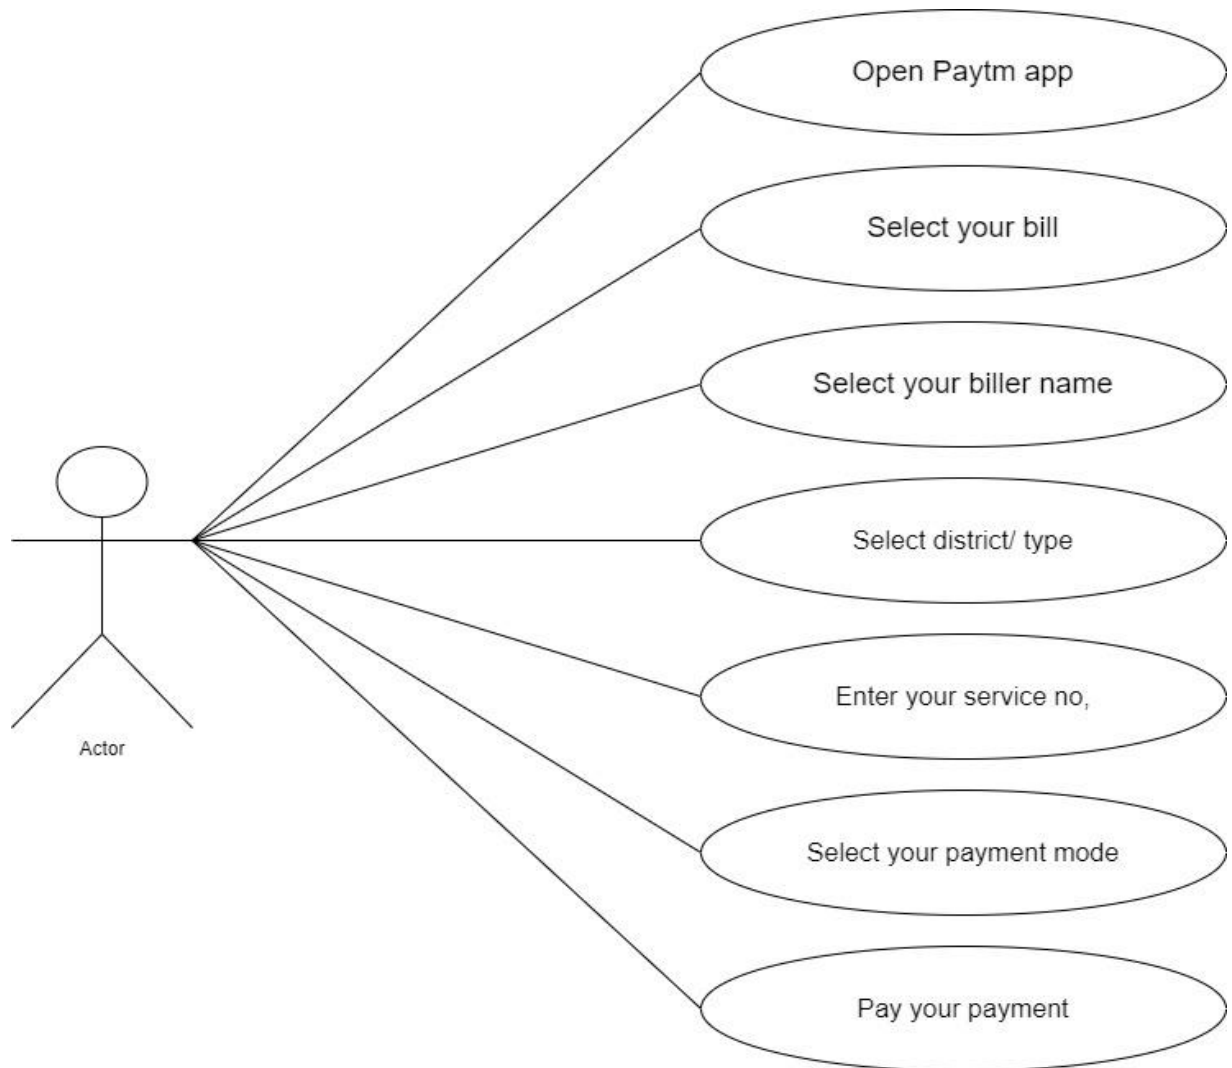 Open Paytm app
Select your bill
Select your biller name
Select district/ type
Enter your service no,
Actor
Select your payment mode
Pay your payment